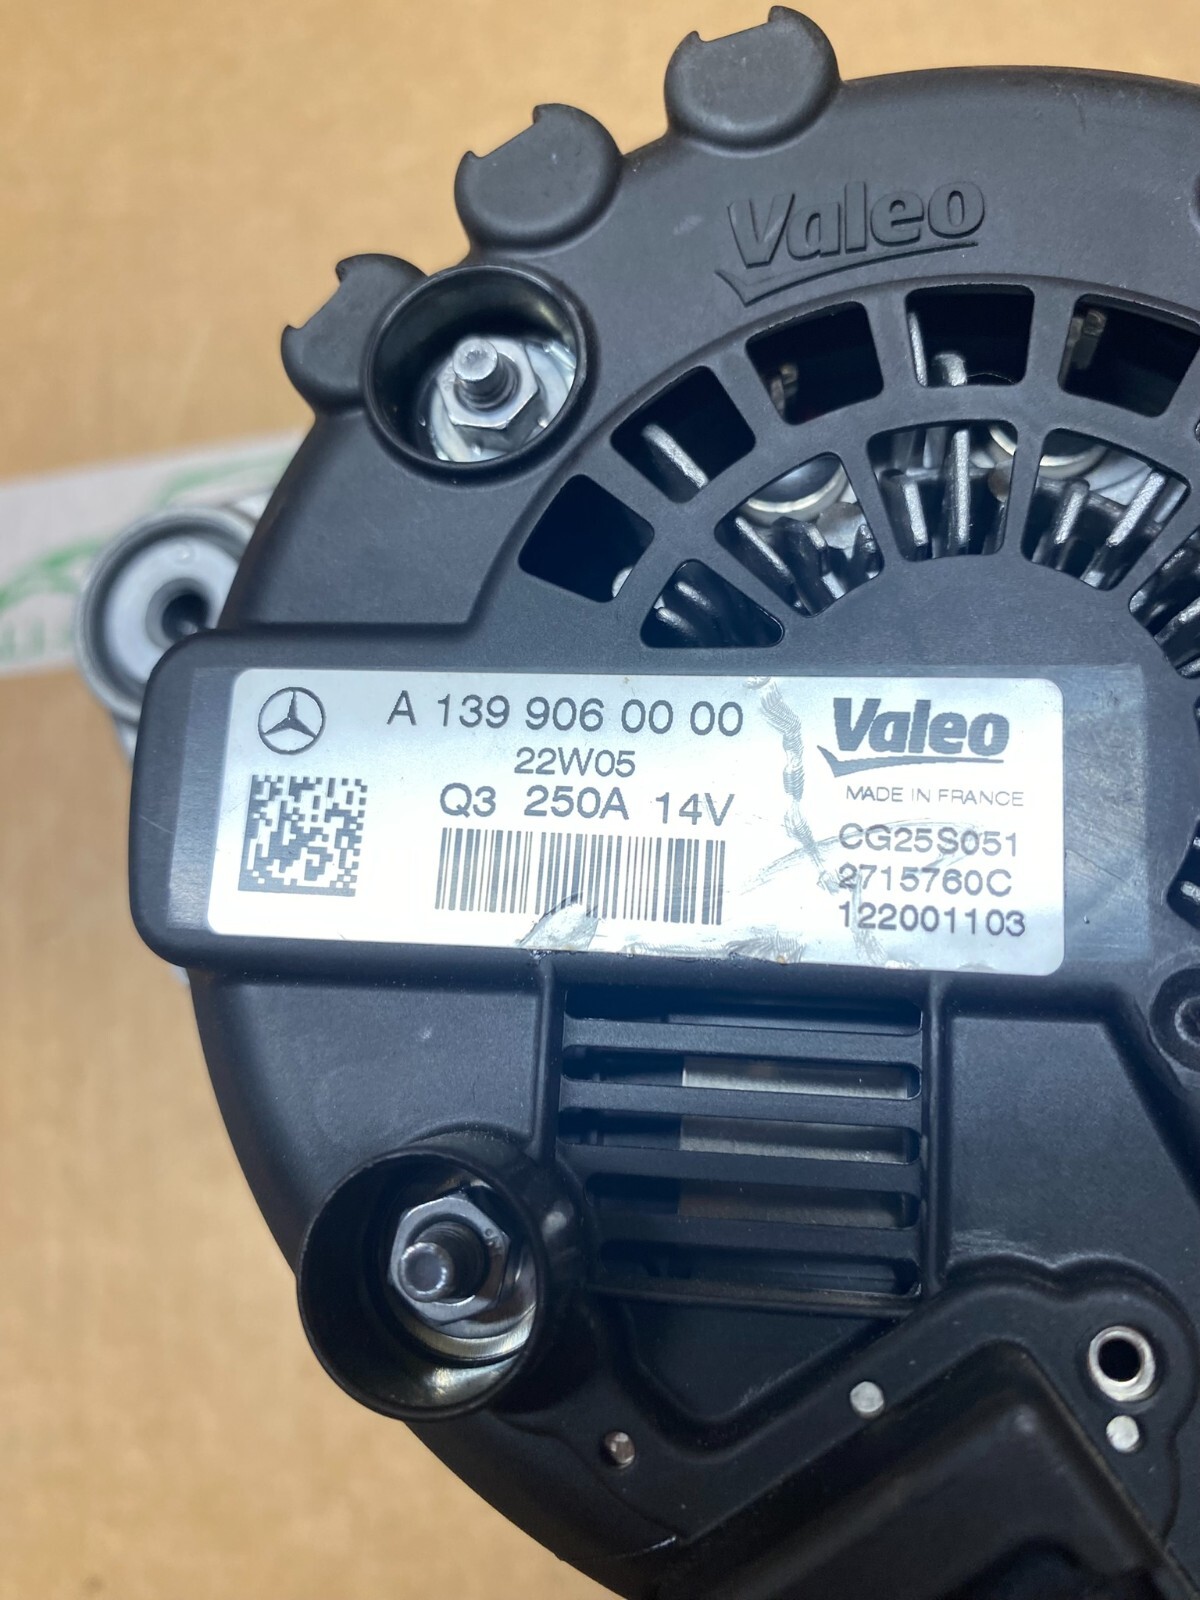 Valeo
A 139 906 00 00
22W05
Q3 250A 14V
Valeo
MADE IN FRANCE
CG25S051
2715760C
122001103